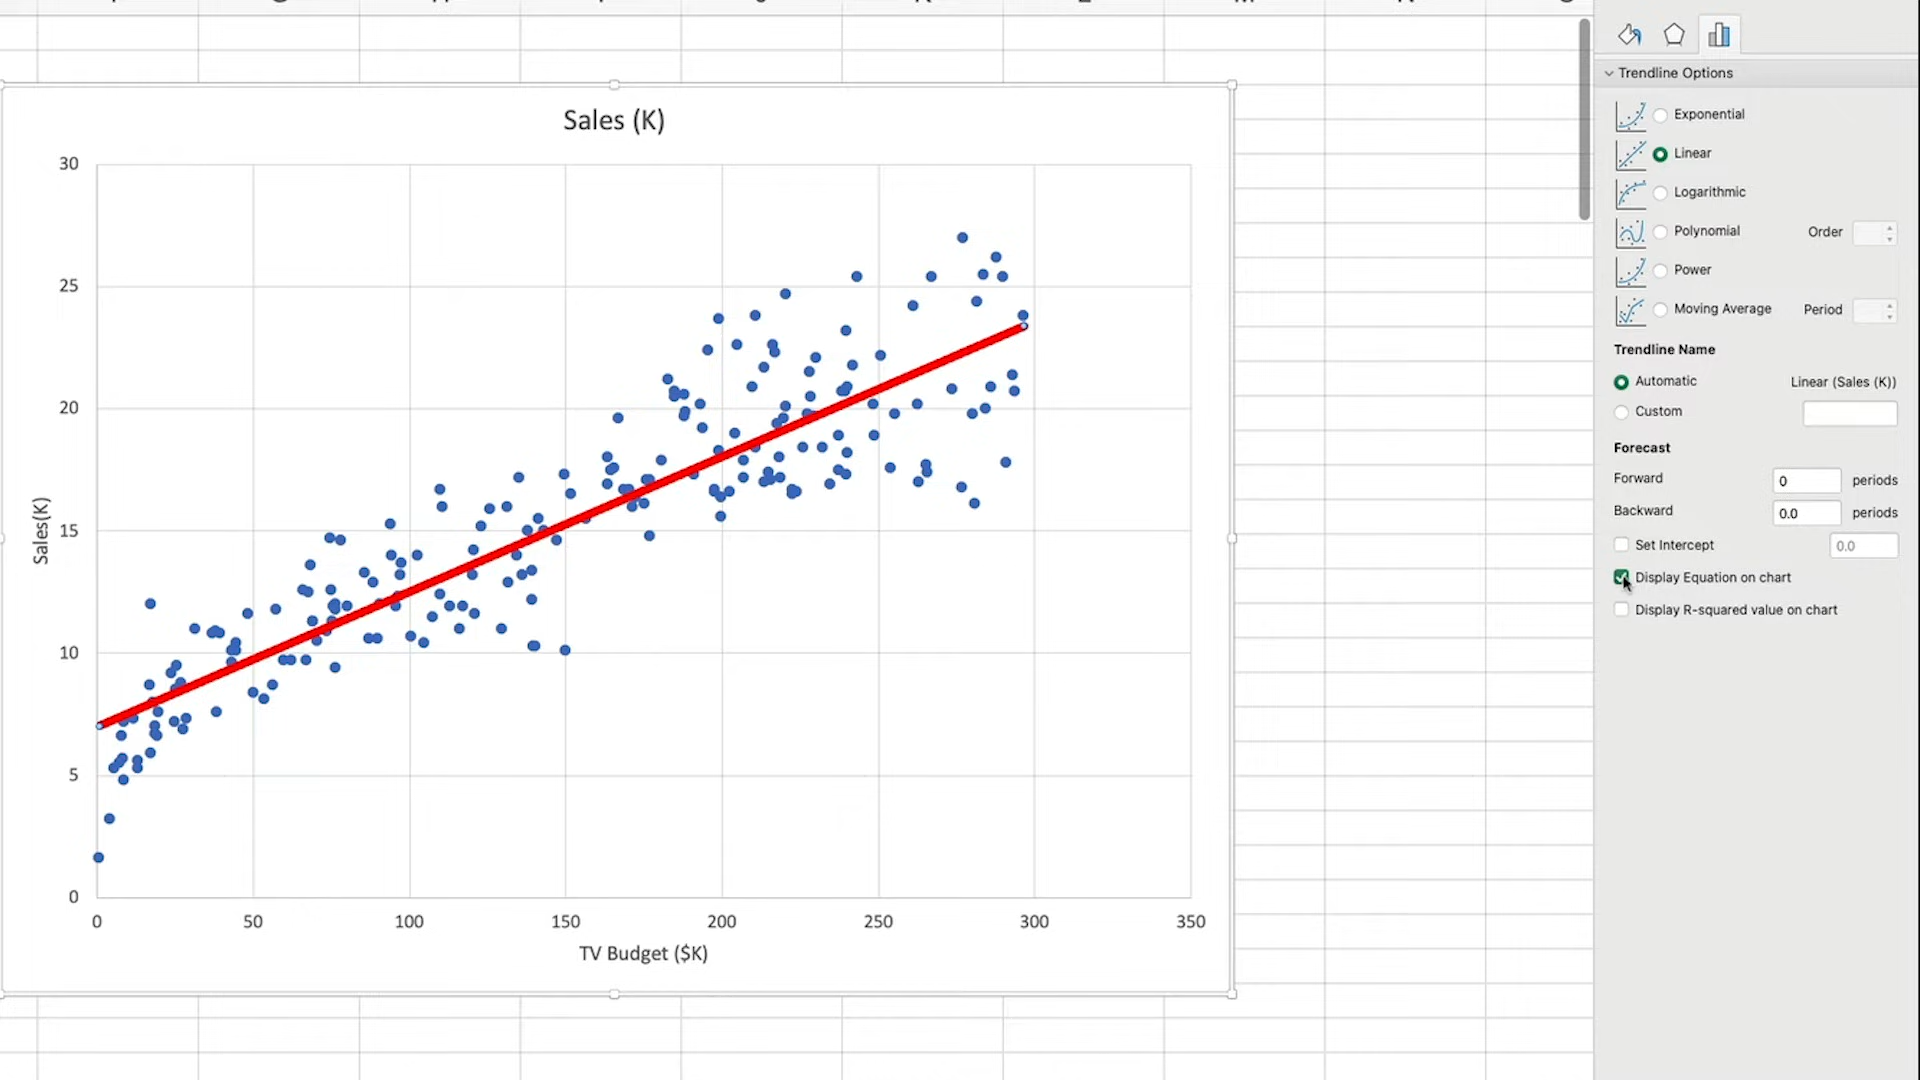 Sales (K)
30
25
20
15
10
5
0
Sales(K)
0 50 100 150 200 250 300 350
TV Budget ($K)
Trendline Options
Exponential
Linear
Logarithmic
Polynomial Order
Power
Moving Average Period
Trendline Name
Automatic Linear (Sales (K))
Custom
Forecast
Forward 0 periods
Backward 0.0 periods
Set Intercept 0.0
Display Equation on chart
Display R-squared value on chart